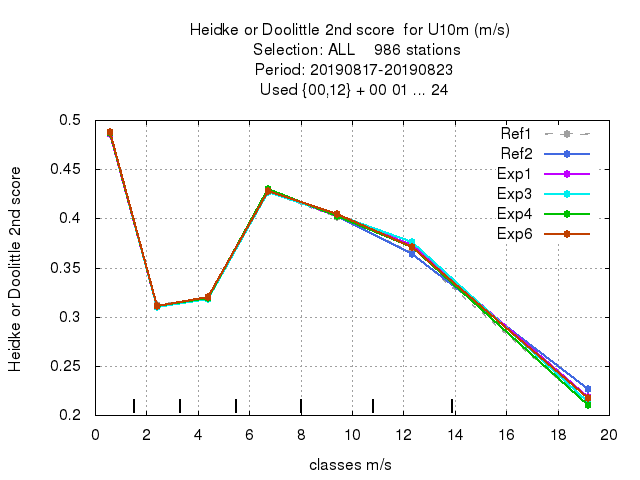 Heidke or Doolittle 2nd score  for U10m (m/s)
Selection: ALL    986 stations
Period: 20190817-20190823
Used {00,12} + 00 01 ... 24
Heidke or Doolittle 2nd score
0.5
0.45
0.4
0.35
0.3
0.25
0.2
Ref1
Ref2
Exp1
Exp3
Exp4
Exp6
0 2 4 6 8 10 12 14 16 18 20
classes m/s